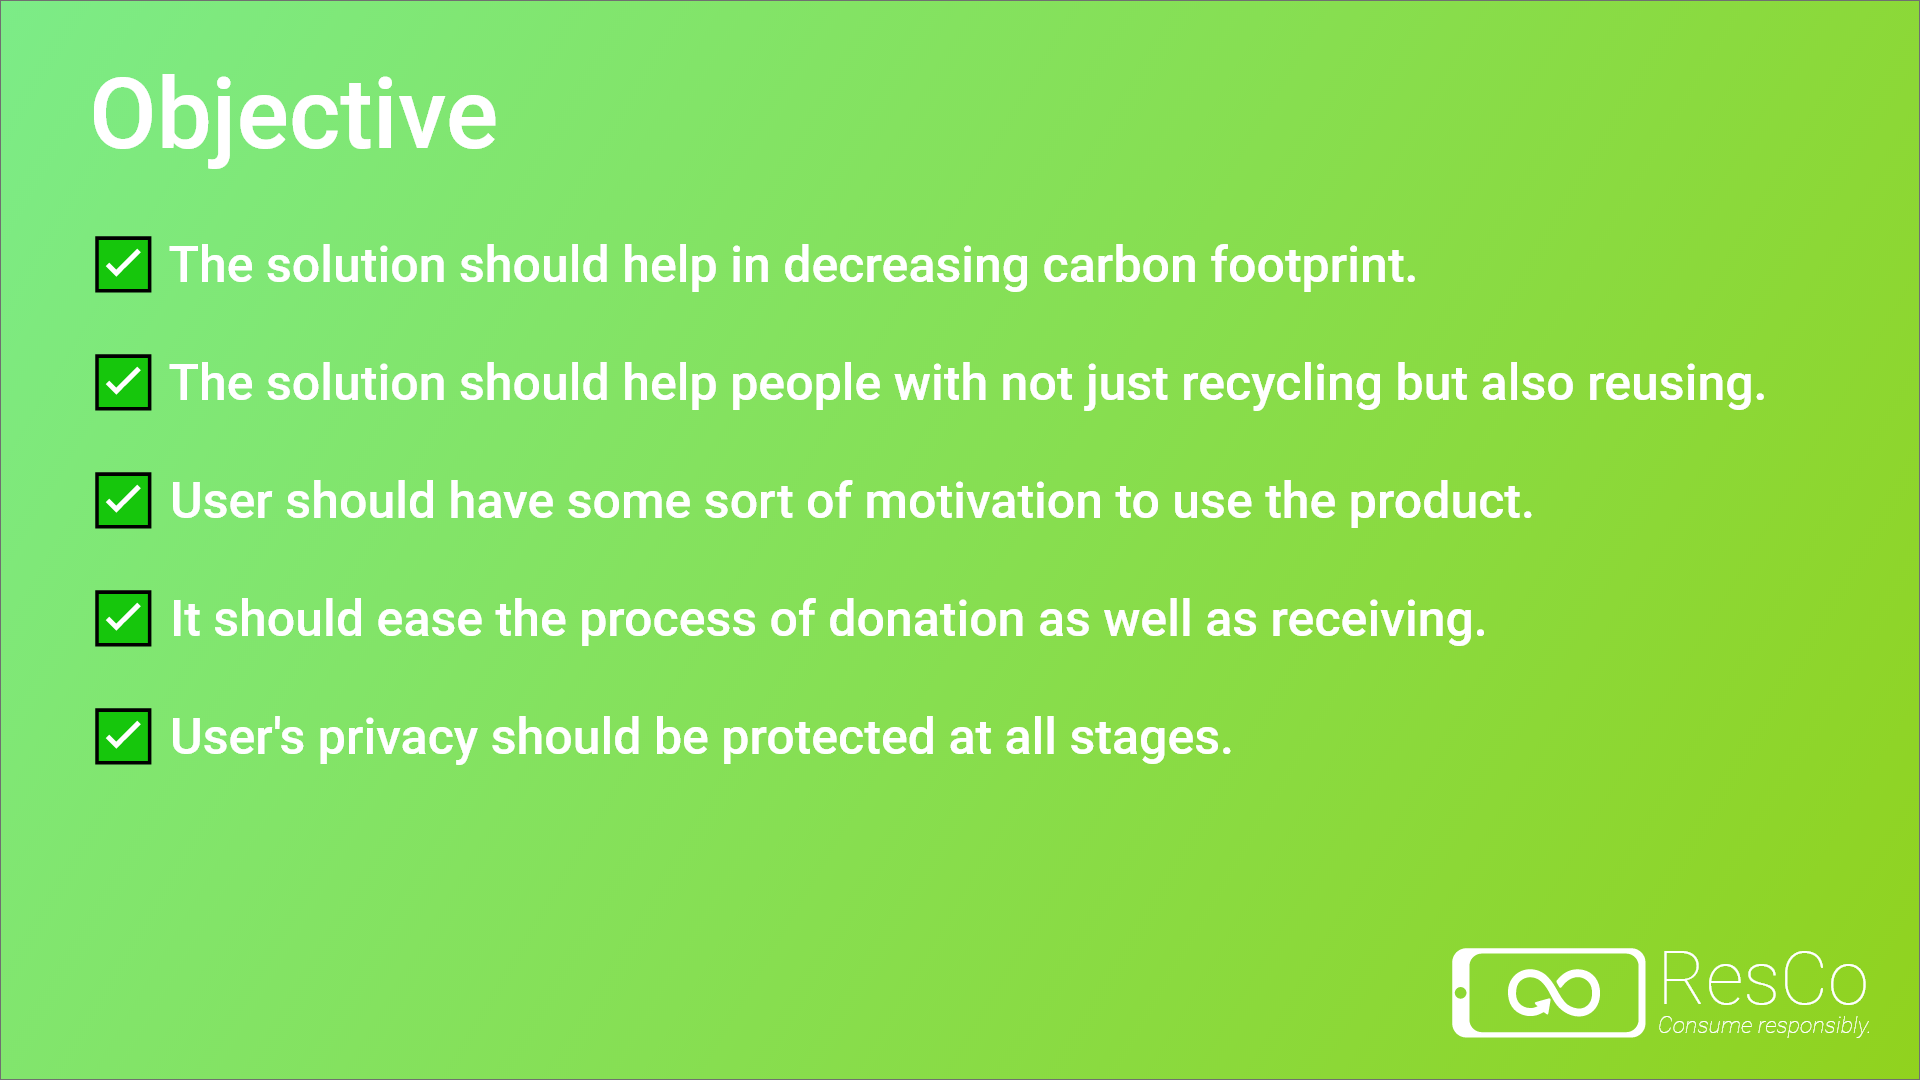 Objective
The solution should help in decreasing carbon footprint.
The solution should help people with not just recycling but also reusing.
User should have some sort of motivation to use the product.
It should ease the process of donation as well as receiving.
User's privacy should be protected at all stages.
ResCo
Consume responsibly.